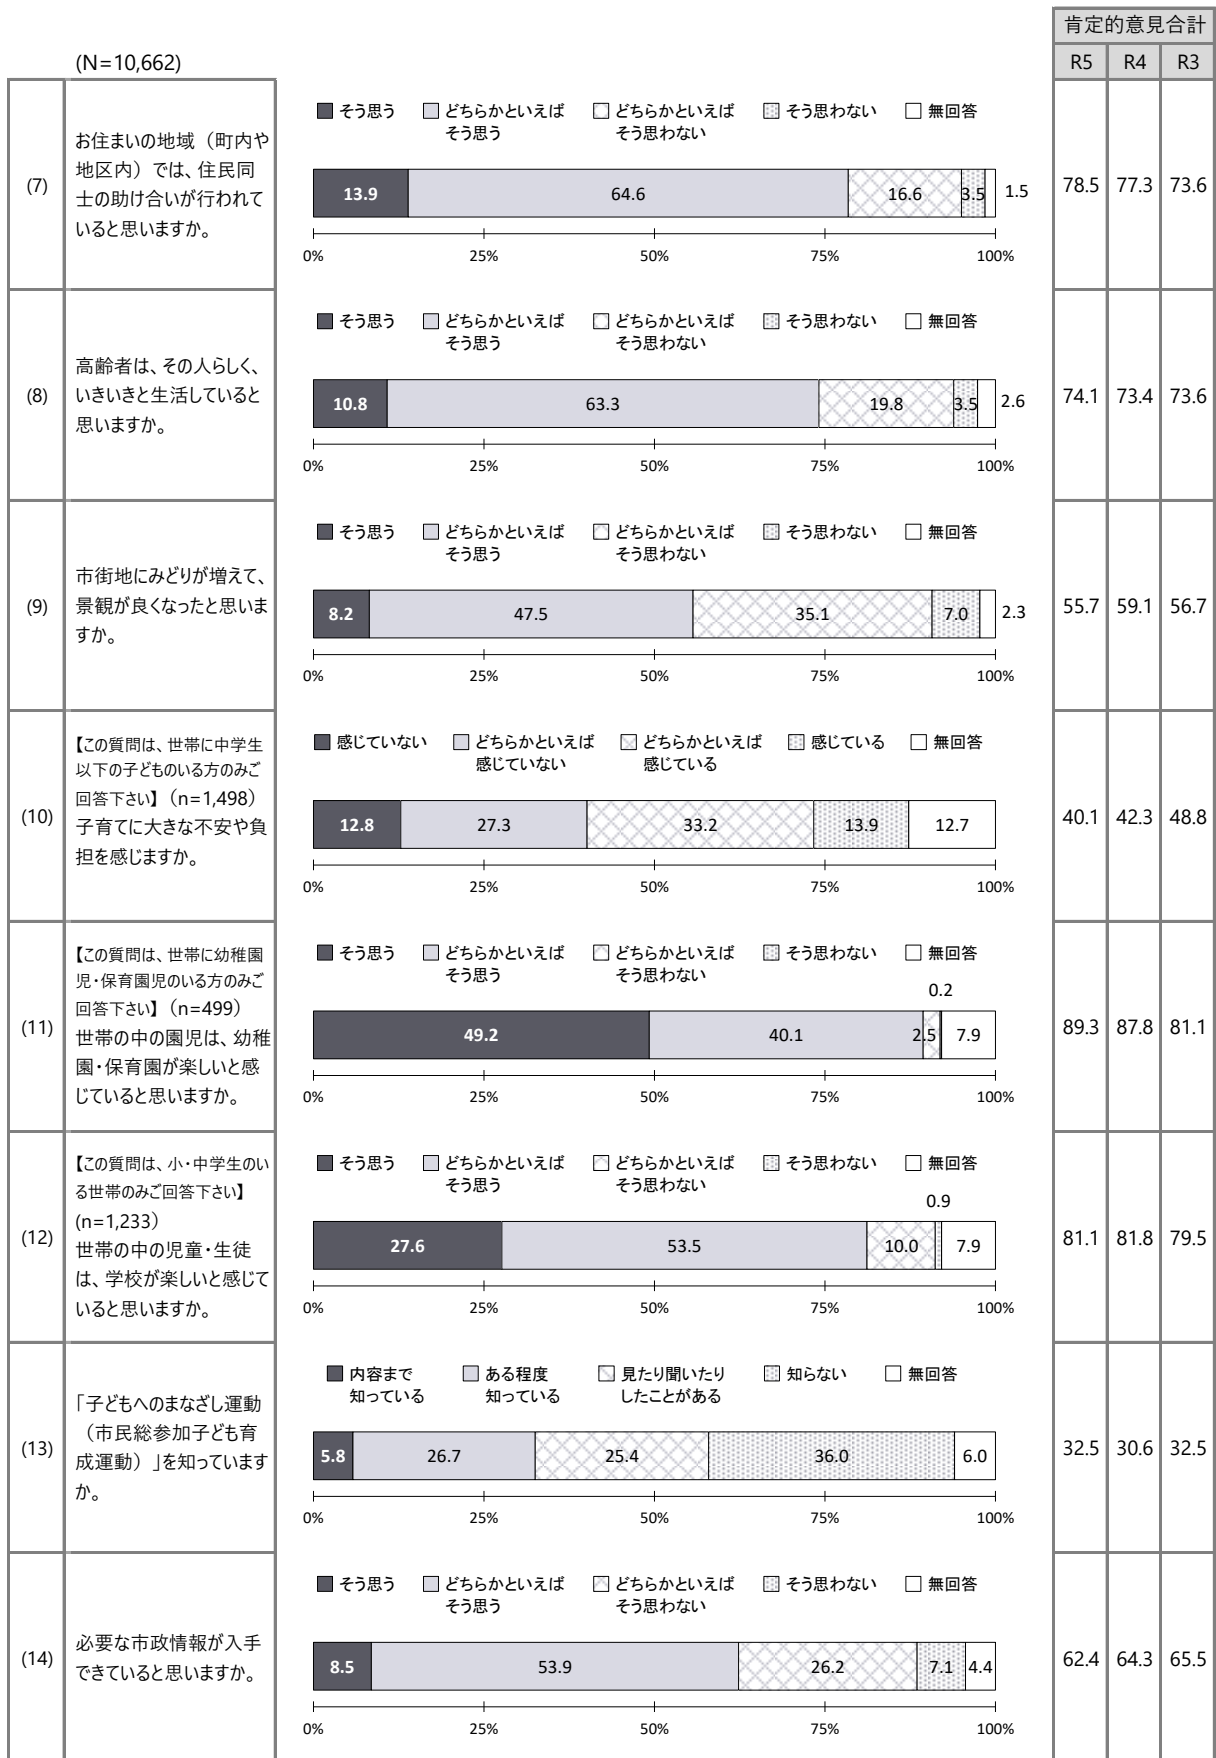 肯定的意見合計
(N=10,662)
R5 R4 R3
(7)
お住まいの地域（町内や
地区内）では、住民同
士の助け合いが行われて
いると思いますか。
そう思う どちらかといえば どちらかといえば そう思わない 無回答
そう思う そう思わない
13.9 64.6 16.6 3.5 1.5
0% 25% 50% 75% 100%
78.5 77.3 73.6
(8)
高齢者は、その人らしく、
いきいきと生活していると
思いますか。
そう思う どちらかといえば どちらかといえば そう思わない 無回答
そう思う そう思わない
10.8 63.3 19.8 3.5 2.6
0% 25% 50% 75% 100%
74.1 73.4 73.6
(9)
市街地にみどりが増えて、
景観が良くなったと思いま
すか。
そう思う どちらかといえば どちらかといえば そう思わない 無回答
そう思う そう思わない
8.2 47.5 35.1 7.0 2.3
0% 25% 50% 75% 100%
55.7 59.1 56.7
(10)
【この質問は、世帯に中学生
以下の子どものいる方のみご
回答下さい】（n=1,498）
子育てに大きな不安や負
担を感じますか。
感じていない どちらかといえば どちらかといえば 感じている 無回答
感じていない 感じている
12.8 27.3 33.2 13.9 12.7
0% 25% 50% 75% 100%
40.1 42.3 48.8
(11)
【この質問は、世帯に幼稚園
児・保育園児のいる方のみご
回答下さい】（n=499）
世帯の中の園児は、幼稚
園・保育園が楽しいと感
じていると思いますか。
そう思う どちらかといえば どちらかといえば そう思わない 無回答
そう思う そう思わない
0.2
49.2 40.1 2.5 7.9
0% 25% 50% 75% 100%
89.3 87.8 81.1
(12)
【この質問は、小・中学生のい
る世帯のみご回答下さい】
(n=1,233）
世帯の中の児童・生徒
は、学校が楽しいと感じて
いると思いますか。
そう思う どちらかといえば どちらかといえば そう思わない 無回答
そう思う そう思わない
0.9
27.6 53.5 10.0 7.9
0% 25% 50% 75% 100%
81.1 81.8 79.5
(13)
「子どもへのまなざし運動
（市民総参加子ども育
成運動）」を知っています
か。
内容まで ある程度 見たり聞いたり 知らない 無回答
知っている 知っている したことがある
5.8 26.7 25.4 36.0 6.0
0% 25% 50% 75% 100%
32.5 30.6 32.5
(14)
必要な市政情報が入手
できていると思いますか。
そう思う どちらかといえば どちらかといえば そう思わない 無回答
そう思う そう思わない
8.5 53.9 26.2 7.1 4.4
0% 25% 50% 75% 100%
62.4 64.3 65.5